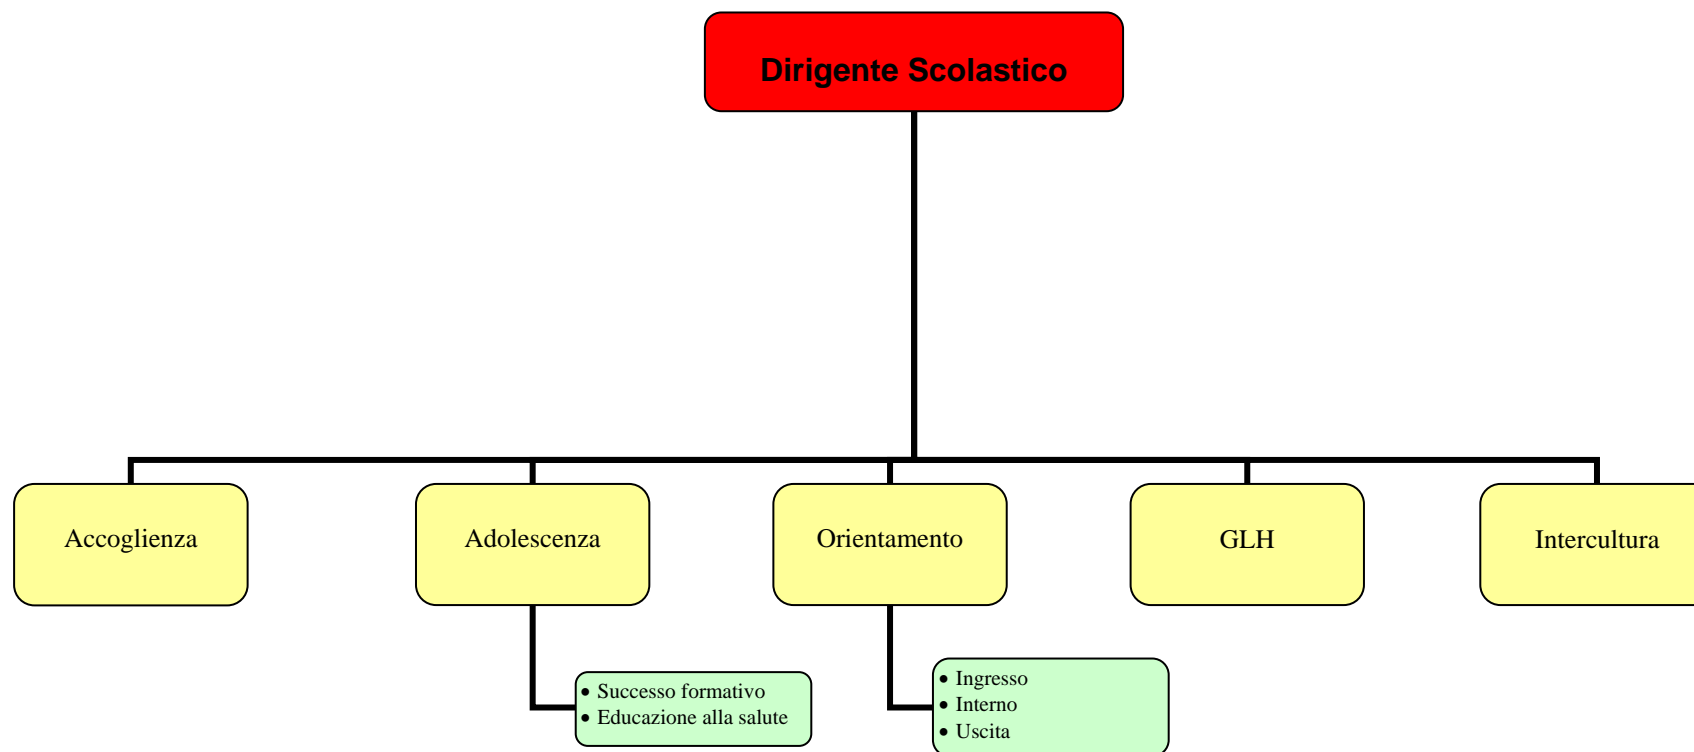 Dirigente Scolastico
Accoglienza
Adolescenza
Orientamento
GLH
Intercultura
• Successo formativo
• Educazione alla salute
• Ingresso
• Interno
• Uscita